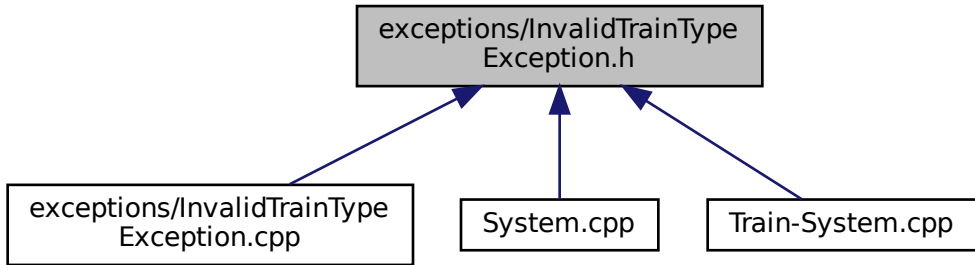 exceptions/InvalidTrainType
Exception.h
exceptions/InvalidTrainType
Exception.cpp
System.cpp
Train-System.cpp